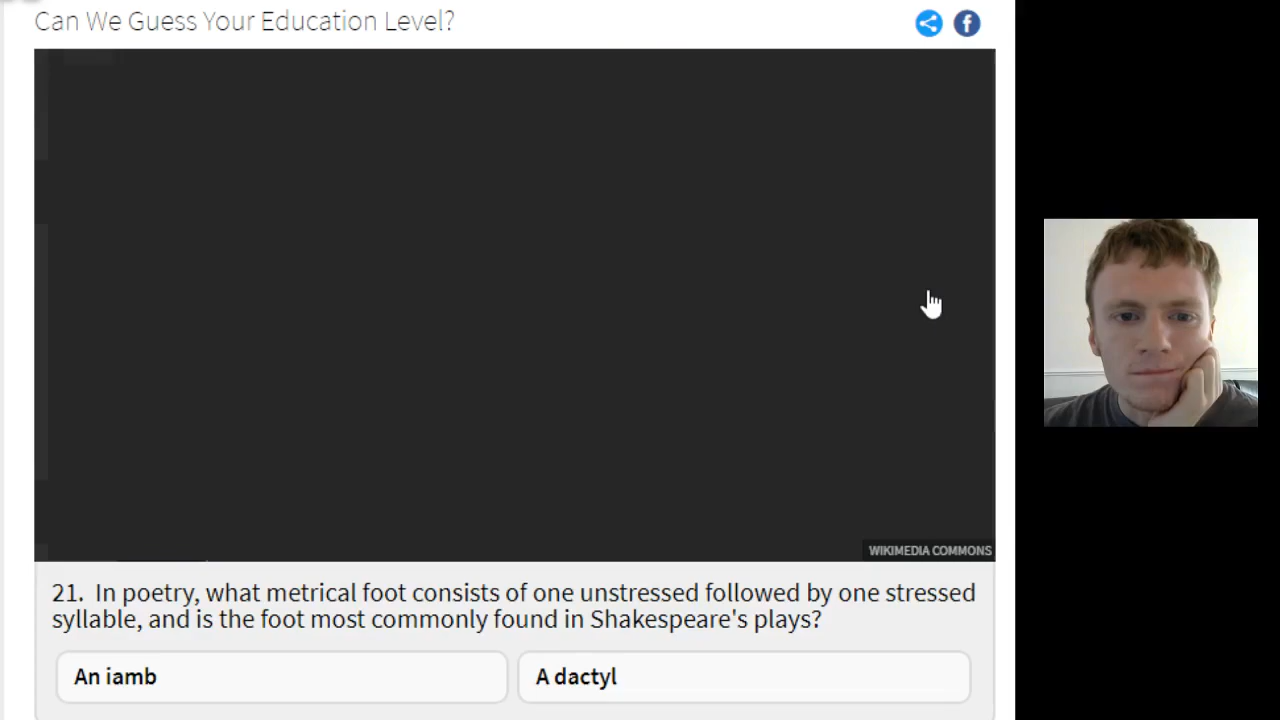 Can We Guess Your Education Level?
WIKIMEDIA COMMONS
21. In poetry, what metrical foot consists of one unstressed followed by one stressed
syllable, and is the foot most commonly found in Shakespeare's plays?
An iamb
A dactyl